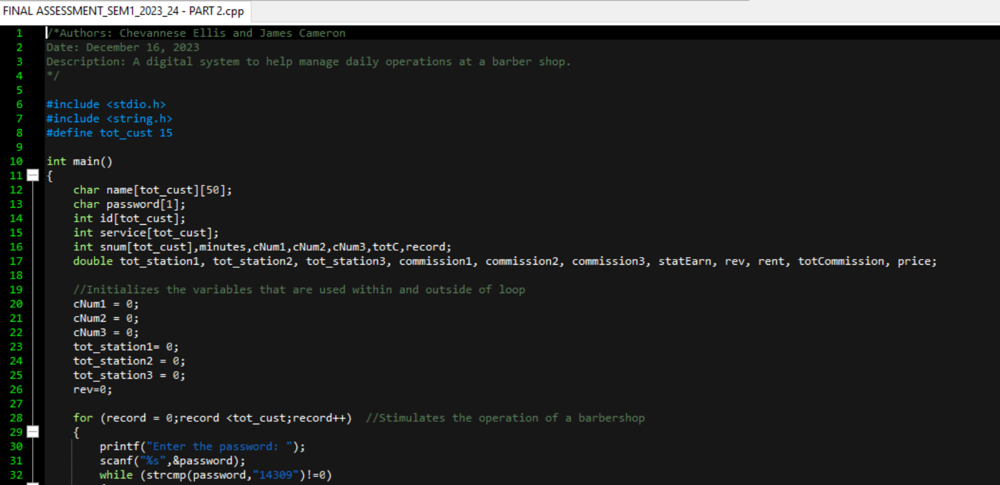 FINAL ASSESSMENT_SEM1_2023_24 - PART 2.cpp
1 /*Authors: Chevannese Ellis and James Cameron
2 Date: December 16, 2023
3 Description: A digital system to help manage daily operations at a barber shop.
4 */
5
6 #include <stdio.h>
7 #include <string.h>
8 #define tot_cust 15
9
10 int main()
11 {
12 char name[tot_cust][50];
13 char password[1];
14 int id[tot_cust];
15 int service[tot_cust];
16 int snum[tot_cust],minutes,cNum1,cNum2,cNum3,totC,record;
17 double tot_station1, tot_station2, tot_station3, commission1, commission2, commission3, statEarn, rev, rent, totCommission, price;
18
19 //Initializes the variables that are used within and outside of loop
20 cNum1 = 0;
21 cNum2 = 0;
22 cNum3 = 0;
23 tot_station1= 0;
24 tot_station2 = 0;
25 tot_station3 = 0;
26 rev=0;
27
28 for (record = 0;record <tot_cust;record++) //Stimulates the operation of a barbershop
29 {
30 printf("Enter the password: ");
31 scanf("%s",&password);
32 while (strcmp(password,"14309")!=0)